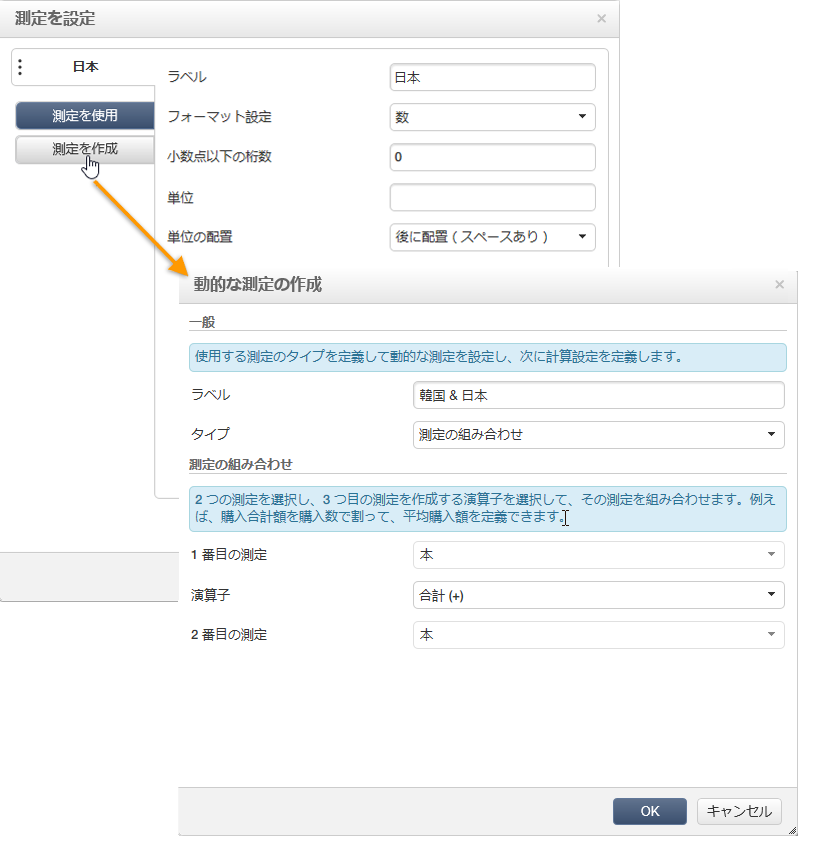 測定を設定
×
日本
測定を使用
測定を作成
ラベル
日本
フォーマット設定
数
小数点以下の桁数
0
単位
単位の配置
後に配置 ( スペースあり )
動的な測定の作成
×
一般
使用する測定のタイプを定義して動的な測定を設定し、次に計算設定を定義します。
ラベル
韓国 & 日本
タイプ
測定の組み合わせ
測定の組み合わせ
2 つの測定を選択し、3 つ目の測定を作成する演算子を選択して、その測定を組み合わせます。例え
ば、購入合計額を購入数で割って、平均購入額を定義できます。
1 番目の測定
本
演算子
合計 (+)
2 番目の測定
本
OK
キャンセル